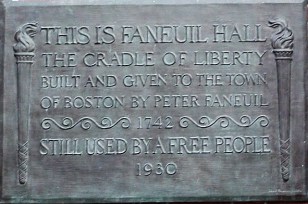 THIS IS FANEUIL HALL
THE CRADLE OF LIBERTY
BUILT AND GIVEN TO THE TOWN
OF BOSTON BY PETER FANEUIL
1742
STILL USED BY A FREE PEOPLE
1930